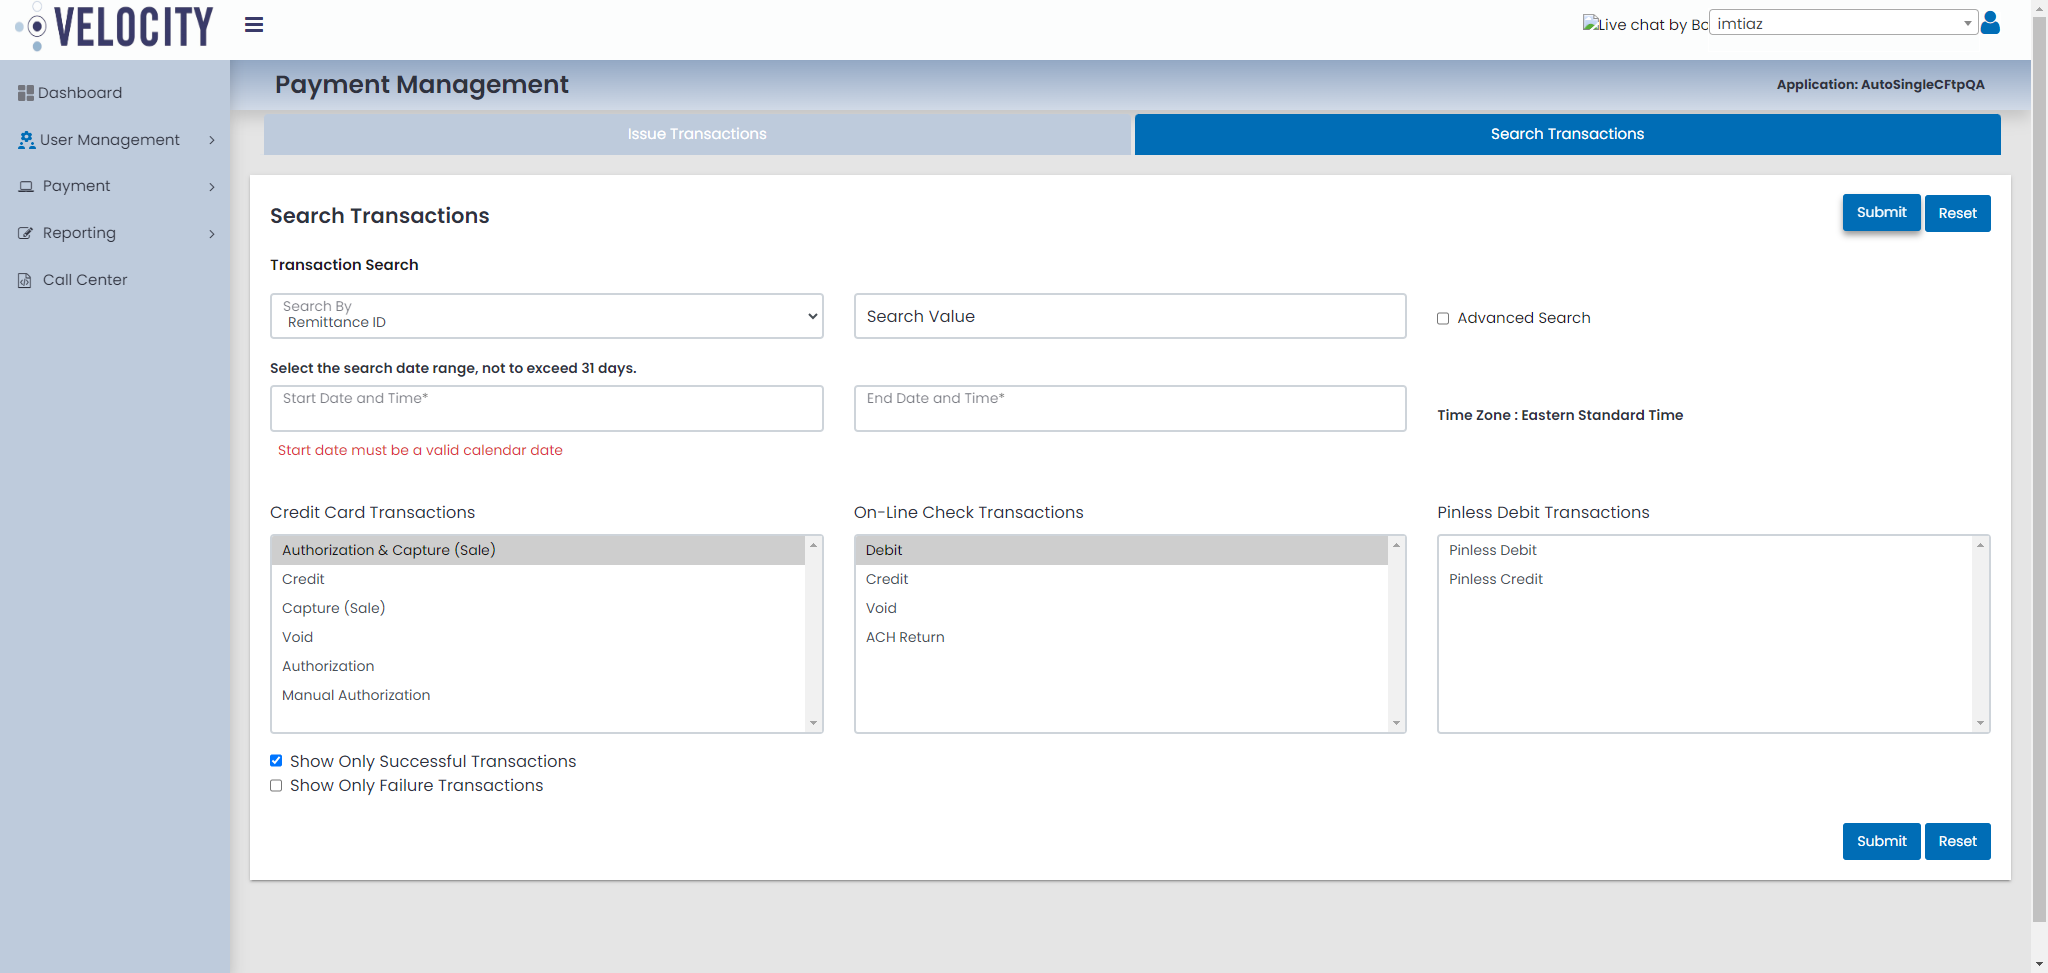 VELOCITY
Live chat by Bo
imtiaz
Dashboard
User Management
Payment
Reporting
Call Center
Payment Management
Application: AutoSingleCFtpQA
Issue Transactions
Search Transactions
Search Transactions
Submit
Reset
Transaction Search
Search By
Remittance ID
Search Value
Advanced Search
Select the search date range, not to exceed 31 days.
Start Date and Time*
End Date and Time*
Time Zone : Eastern Standard Time
Start date must be a valid calendar date
Credit Card Transactions
Authorization & Capture (Sale)
Credit
Capture (Sale)
Void
Authorization
Manual Authorization
On-Line Check Transactions
Debit
Credit
Void
ACH Return
Pinless Debit Transactions
Pinless Debit
Pinless Credit
Show Only Successful Transactions
Show Only Failure Transactions
Submit
Reset